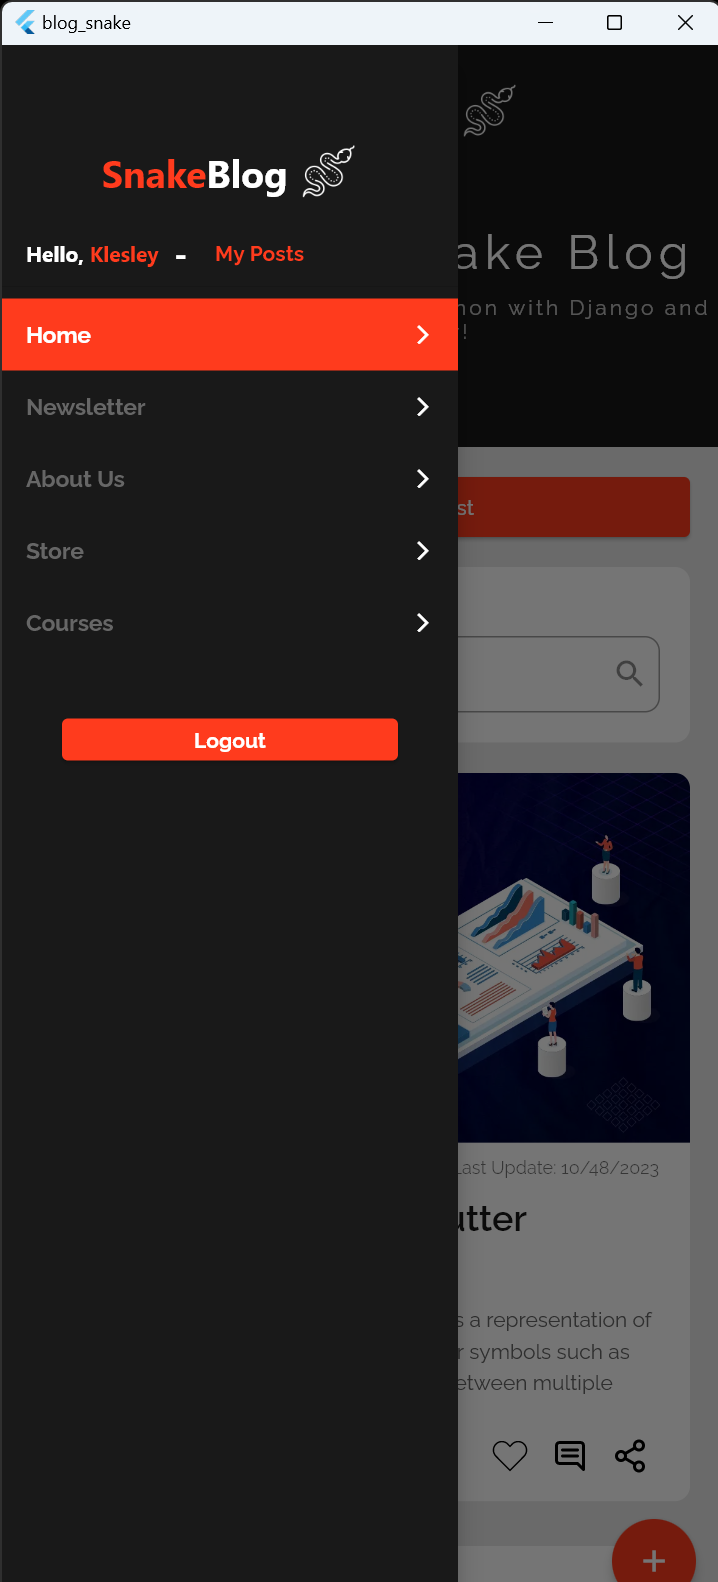 blog_snake
SnakeBlog
Hello, Klesley - My Posts
Home
Newsletter
About Us
Store
Courses
Logout
ake Blog
on with Django and
!
st
Last Update: 10/48/2023
utter
s a representation of
r symbols such as
etween multiple